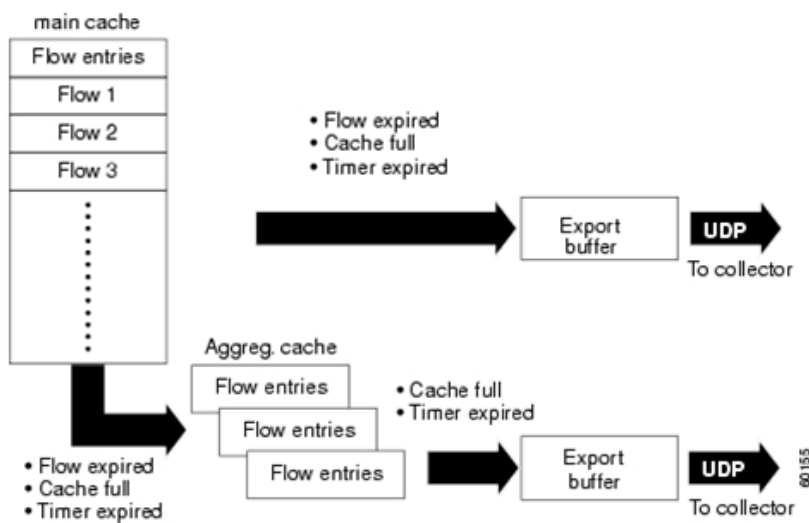 main cache
Flow entries
Flow 1
Flow 2
Flow 3
• Flow expired
• Cache full
• Timer expired
Export
buffer
UDP
To collector
Aggreg. cache
Flow entries
Flow entries
Flow entries
• Cache full
• Timer expired
• Flow expired
• Cache full
• Timer expired
Export
buffer
UDP
To collector
60155